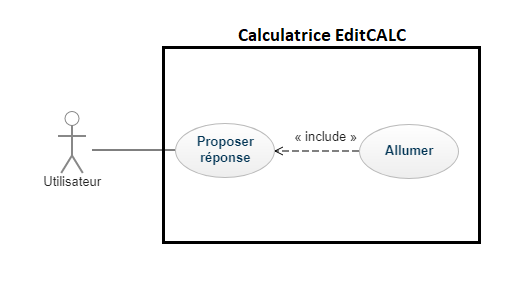 Calculatrice EditCALC
« include »
Proposer
réponse
Allumer
Utilisateur